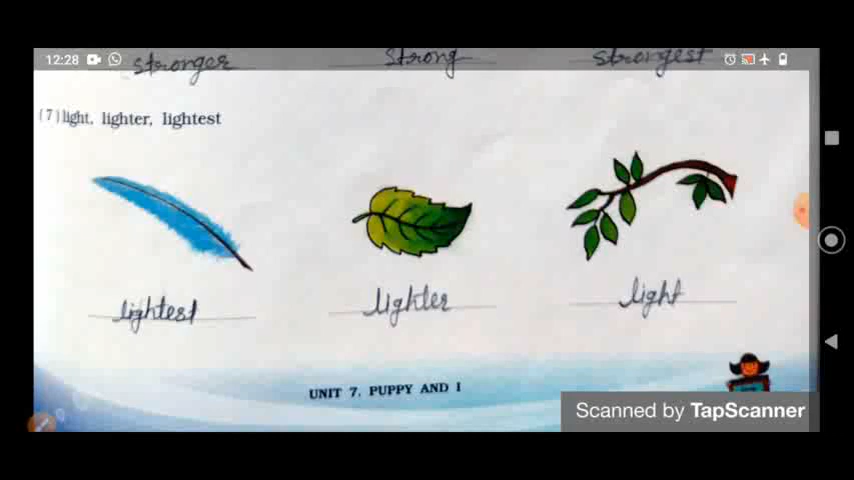 12:28
stronger strong strongest
(7) light, lighter, lightest
lightest lighter light
UNIT 7. PUPPY AND I
Scanned by TapScanner